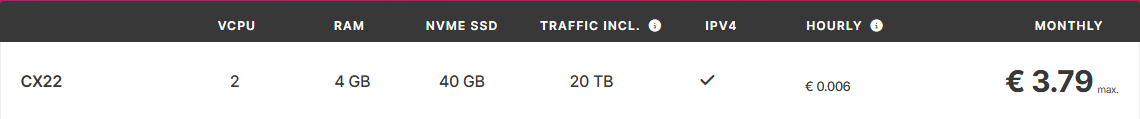 VCPU RAM NVME SSD TRAFFIC INCL. IPV4 HOURLY MONTHLY
CX22 2 4 GB 40 GB 20 TB € 0.006 € 3.79 max.